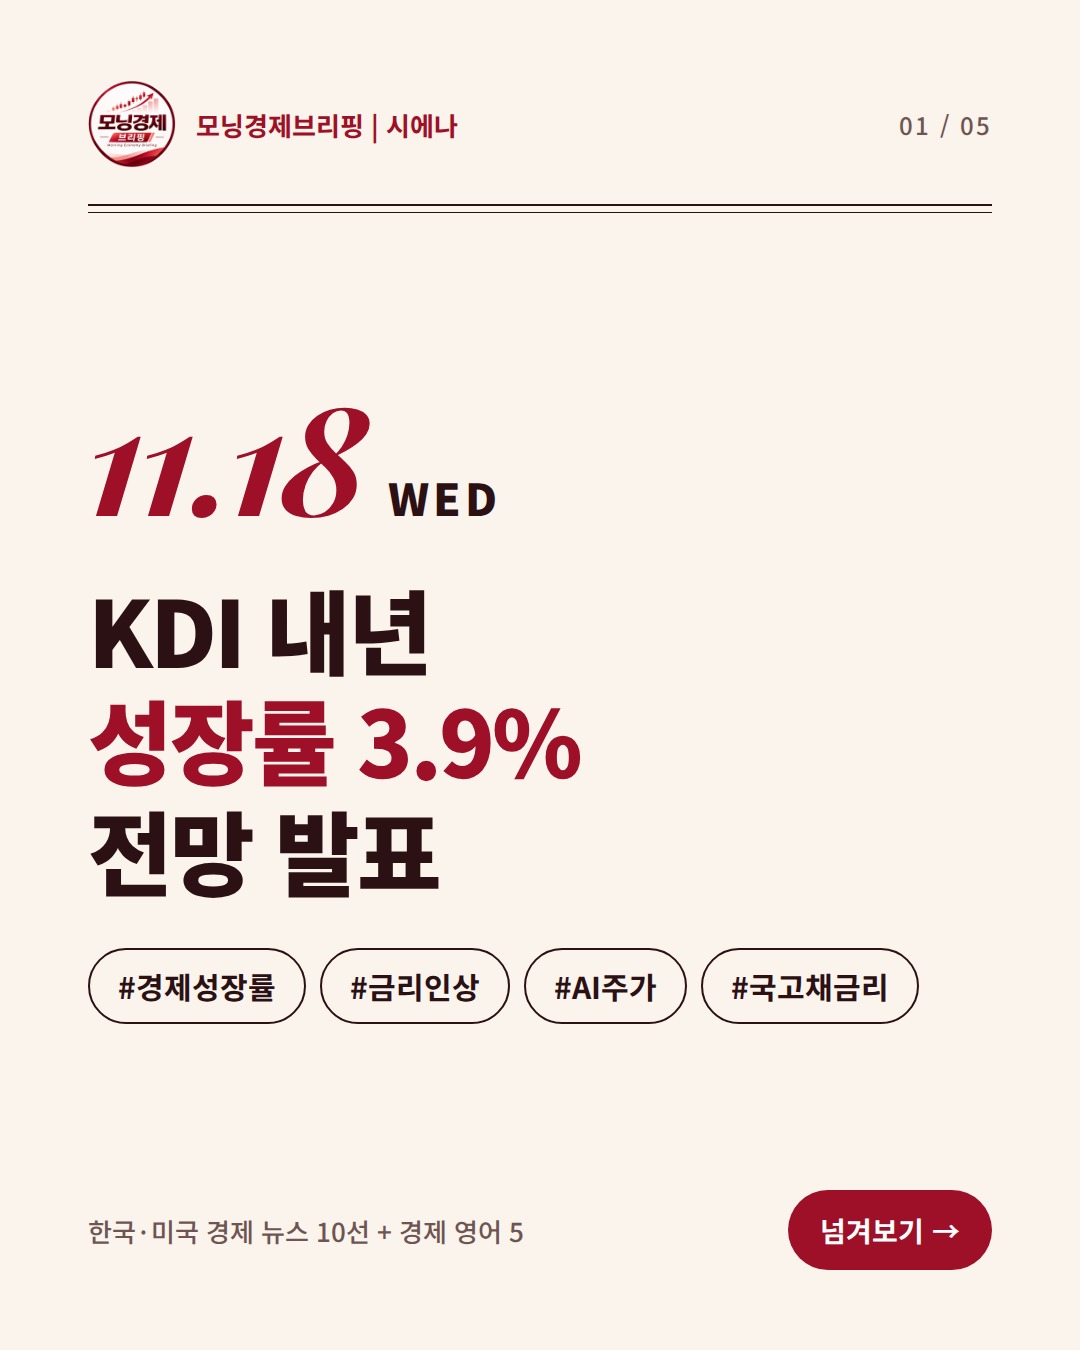 모닝경제
브리핑
Morning Economy Briefing
모닝경제브리핑 | 시에나
01 / 05
11.18 WED
KDI 내년
성장률 3.9%
전망 발표
#경제성장률 #금리인상 #AI주가 #국고채금리
한국·미국 경제 뉴스 10선 + 경제 영어 5
넘겨보기 →